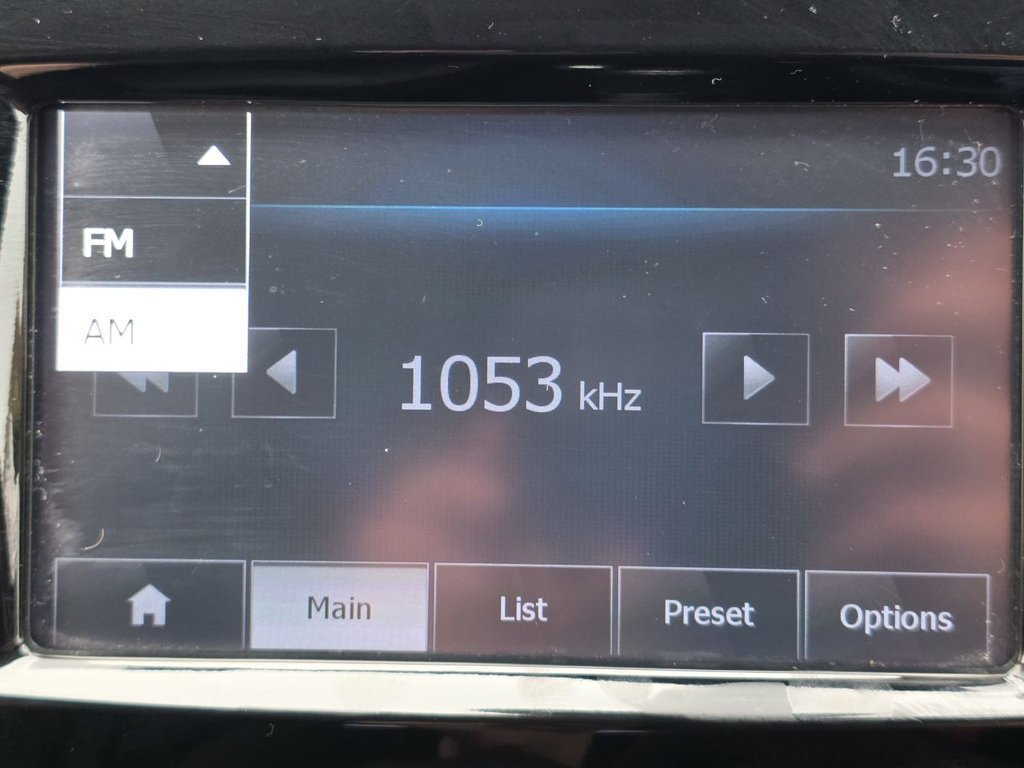 16:30
FM
AM
1053 kHz
Main
List
Preset
Options